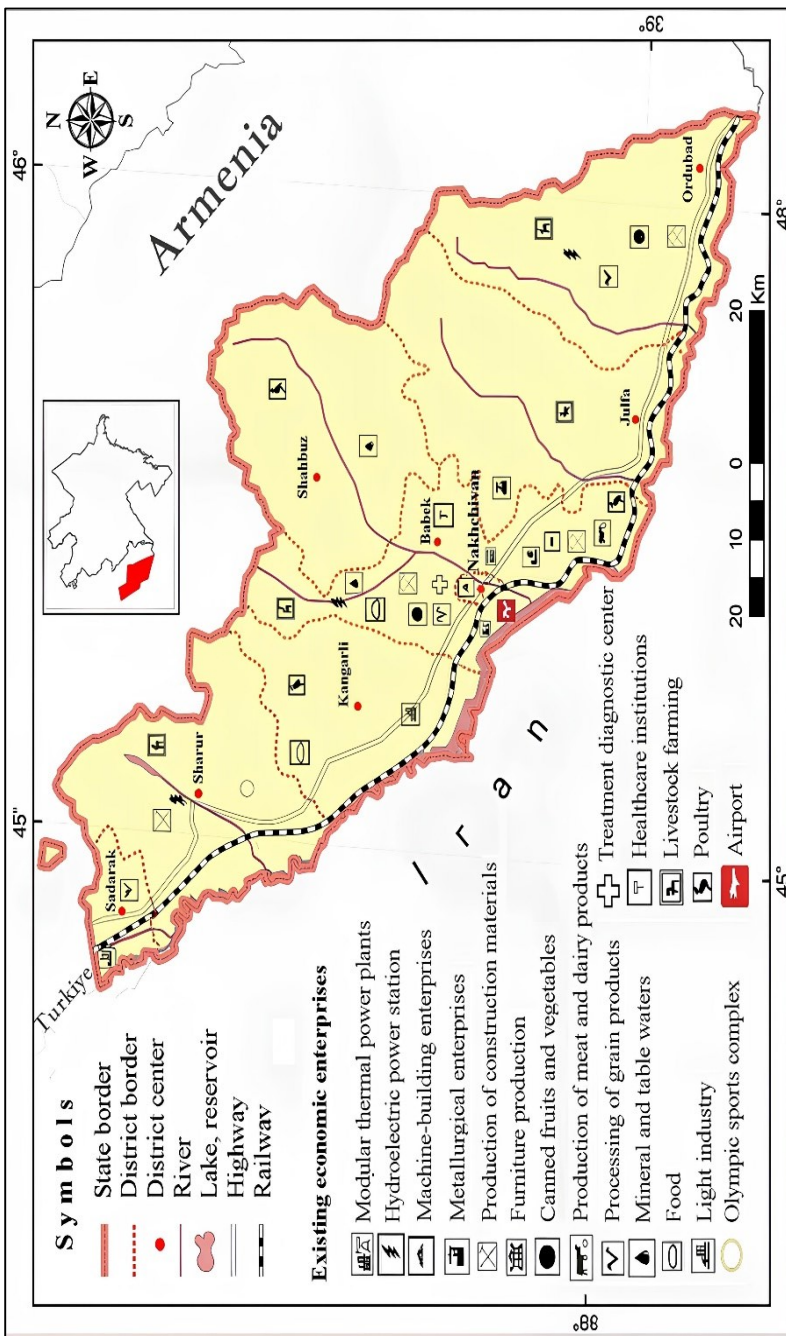 45''
46°
Turkiye
Armenia
N
W E
S
Sadarak
Sharur
Kangarli
Shahbuz
Babek
Nakhchivan
Julfa
Ordubad
Iran
39°
88°
45°
48°
20 10 0 20
Km
Symbols
State border
District border
District center
River
Lake, reservoir
Highway
Railwav
Existing economic enterprises
Modular thermal power plants
Hydroelectric power station
Machine-building enterprises
Metallurgical enterprises
Production of construction materials
Furniture production
Canned fruits and vegetables
Production of meat and dairy products
Processing of grain products
Mineral and table waters
Food
Light industry
Olympic sports complex
Treatment diagnostic center
Healthcare institutions
Livestock farming
Poultry
Airport